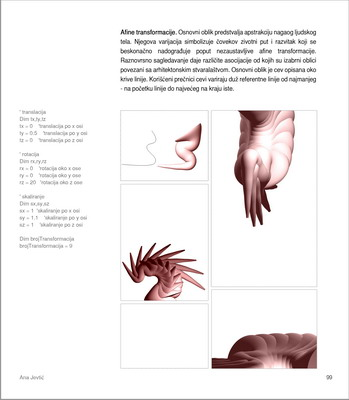 Afine transformacije. Osnovni oblik predstvalja apstrakciju nagaog ljudskog
tela. Njegova varijacija simbolizuje čovekov životni put i razvitak koji se
beskonačno nadograđuje poput nezaustavljive afine transformacije.
Raznovrsno sagledavanje daje različite asocijacije od kojih su izabrni oblici
povezani sa arhitektonskim stvaralaštvom. Osnovni oblik je cev opisana oko
krive linije. Korišćeni prečnici cevi variraju duž referentne linije od najmanjeg
- na početku linije do najvećeg na kraju iste.
' translacija
Dim tx,ty,tz
tx = 0 'translacija po x osi
ty = 0.5 'translacija po y osi
tz = 0 'translacija po z osi
' rotacija
Dim rx,ry,rz
rx = 0 'rotacija oko x ose
ry = 0 'rotacija oko y ose
rz = 20 'rotacija oko z ose
' skaliranje
Dim sx,sy,sz
sx = 1 'skaliranje po x osi
sy = 1.1 'skaliranje po y osi
sz = 1 'skaliranje po z osi
Dim brojTransformacija
brojTransformacija = 9
Ana Jevtić
99